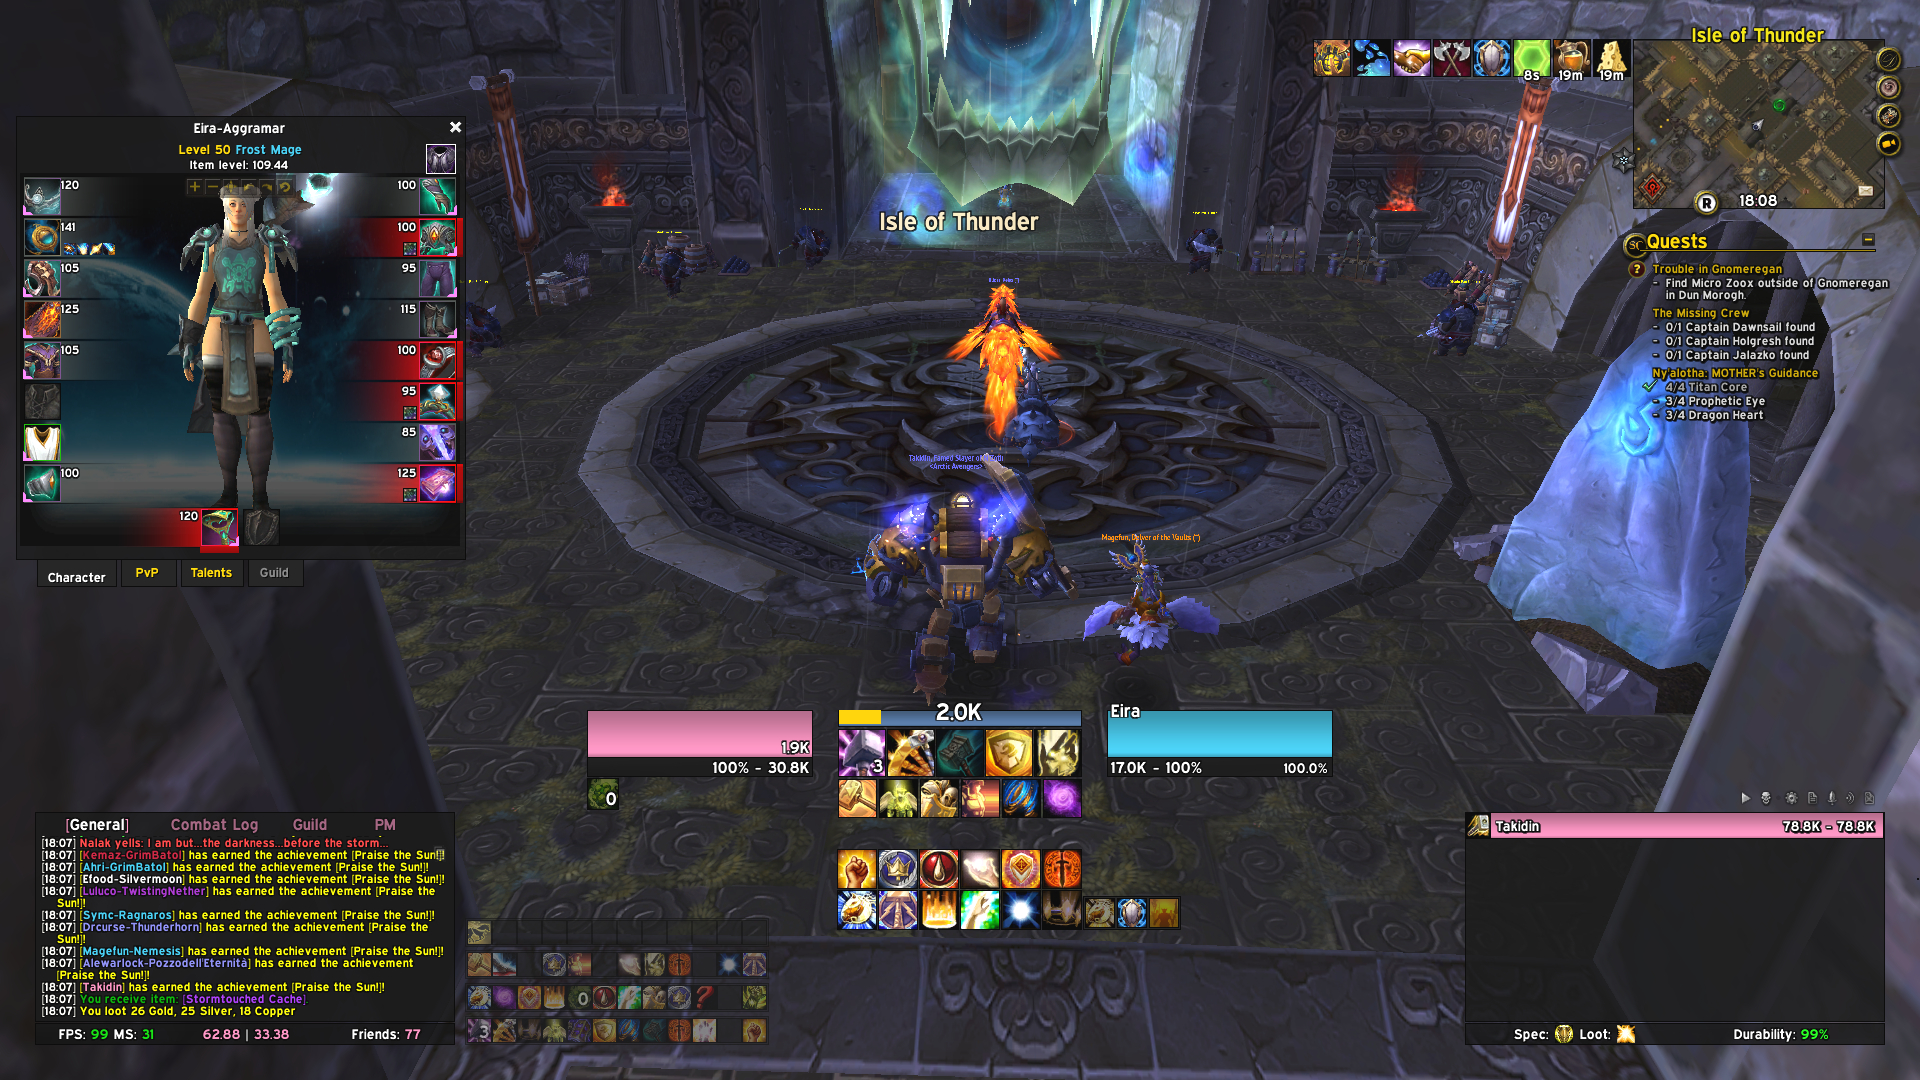 Isle of Thunder
8s
19m
19m
R
18:08
Eira-Aggramar
Level 50 Frost Mage
Item level: 109.44
120
100
141
100
105
95
125
115
105
100
95
85
100
125
120
Character
PvP
Talents
Guild
Isle of Thunder
Quests
Trouble in Gnomeregan
- Find Micro Zoox outside of Gnomeregan
in Dun Morogh.
The Missing Crew
- 0/1 Captain Dawnsail found
- 0/1 Captain Holgresh found
- 0/1 Captain Jalazko found
Ny'alotha: MOTHER's Guidance
4/4 Titan Core
- 3/4 Prophetic Eye
- 3/4 Dragon Heart
<Arctic Avengers>
Magefun, Delver of the Vaults (*)
1.9K
100% - 30.8K
0
2.0K
3
Eira
17.0K - 100%
100.0%
[General]
Combat Log
Guild
PM
[18:07] Nalak yells: I am but...the darkness...before the storm...
[18:07] [Kemaz-GrimBatol] has earned the achievement [Praise the Sun!]!
[18:07] [Ahri-GrimBatol] has earned the achievement [Praise the Sun!]!
[18:07] [Efood-Silvermoon] has earned the achievement [Praise the Sun!]!
[18:07] [Luluco-TwistingNether] has earned the achievement [Praise the
Sun!]!
[18:07] [Symc-Ragnaros] has earned the achievement [Praise the Sun!]!
[18:07] [Drcurse-Thunderhorn] has earned the achievement [Praise the
Sun!]!
[18:07] [Magefun-Nemesis] has earned the achievement [Praise the Sun!]!
[18:07] [Alewarlock-Pozzodell'Eternità] has earned the achievement
[Praise the Sun!]!
[18:07] [Takidin] has earned the achievement [Praise the Sun!]!
[18:07] You receive item: [Stormtouched Cache].
[18:07] You loot 26 Gold, 25 Silver, 18 Copper
FPS: 99 MS: 31
62.88 | 33.38
Friends: 77
0
3
Takidin
78.8K - 78.8K
Spec:
Loot:
Durability: 99%